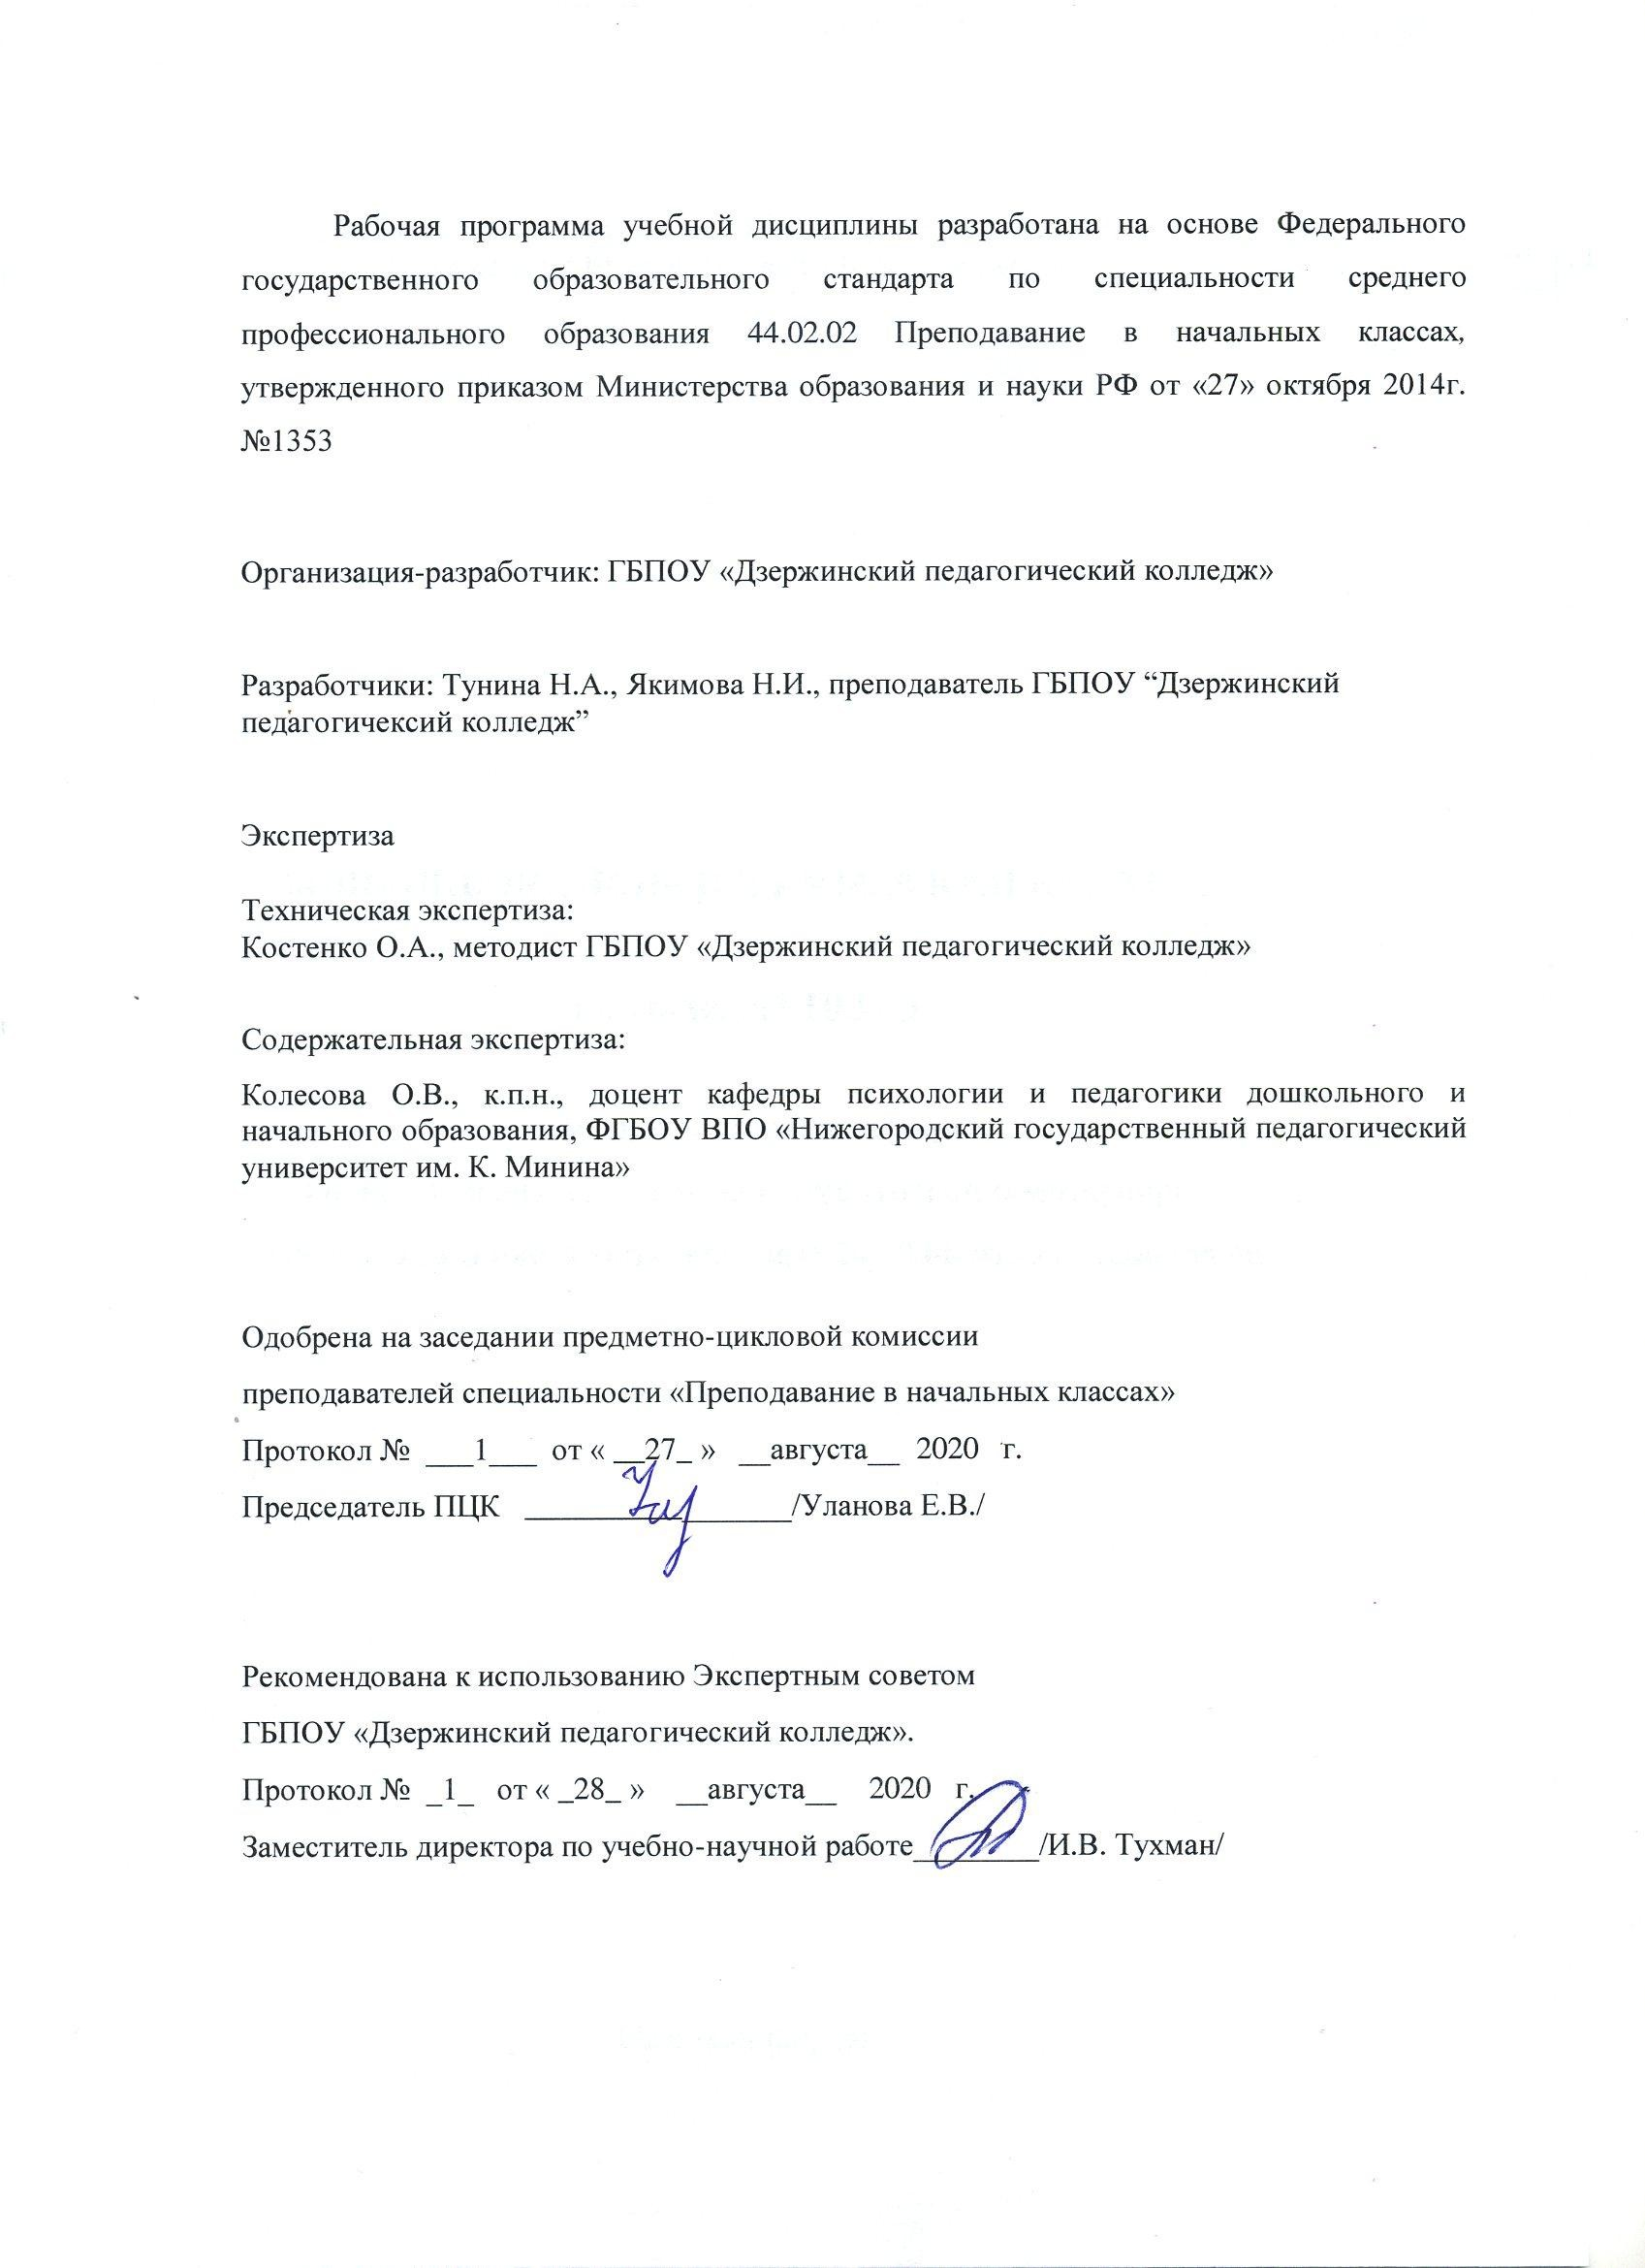 Рабочая программа учебной дисциплины разработана на основе Федерального
государственного образовательного стандарта по специальности среднего
профессионального образования 44.02.02 Преподавание в начальных классах,
утвержденного приказом Министерства образования и науки РФ от «27» октября 2014г.
№1353
Организация-разработчик: ГБПОУ «Дзержинский педагогический колледж»
Разработчики: Тунина Н.А., Якимова Н.И., преподаватель ГБПОУ “Дзержинский
педагогичексий колледж”
Экспертиза
Техническая экспертиза:
Костенко О.А., методист ГБПОУ «Дзержинский педагогический колледж»
Содержательная экспертиза:
Колесова О.В., к.п.н., доцент кафедры психологии и педагогики дошкольного и
начального образования, ФГБОУ ВПО «Нижегородский государственный педагогический
университет им. К. Минина»
Одобрена на заседании предметно-цикловой комиссии
преподавателей специальности «Преподавание в начальных классах»
Протокол № ___1___ от « __27_ » __августа__ 2020 г.
Председатель ПЦК _________________/Уланова Е.В./
Рекомендована к использованию Экспертным советом
ГБПОУ «Дзержинский педагогический колледж».
Протокол № _1_ от « _28_ » __августа__ 2020 г.
Заместитель директора по учебно-научной работе________/И.В. Тухман/